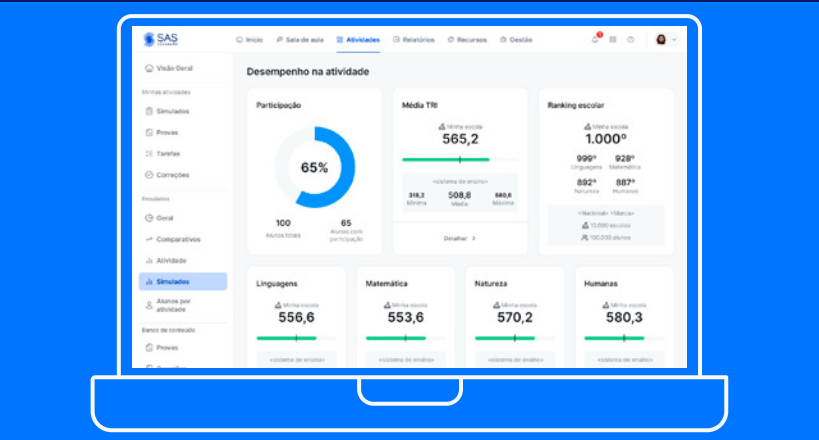 SAS
Início
Sala de aula
Atividades
Relatórios
Recursos
Gestão
Visão Geral
Minhas atividades
Simulados
Provas
Tarefas
Correções
Resultados
Geral
Comparativos
Atividade
Simulados
Alunos por
atividade
Banco de conteúdo
Provas
Desempenho na atividade
Participação
65%
100
Alunos totais
65
Alunos com
participação
Média TRI
Minha escola
565,2
<sistema de ensino>
318,2
Mínima
508,8
Média
680,6
Máxima
Detalhar >
Ranking escolar
Minha escola
1.000º
999º
Linguagens
928º
Matemática
892º
Natureza
887º
Humanas
<Nacional> <Marca>
10.000 escolas
100.000 alunos
Linguagens
Minha escola
556,6
<sistema de ensino>
Matemática
Minha escola
553,6
<sistema de ensino>
Natureza
Minha escola
570,2
<sistema de ensino>
Humanas
Minha escola
580,3
<sistema de ensino>